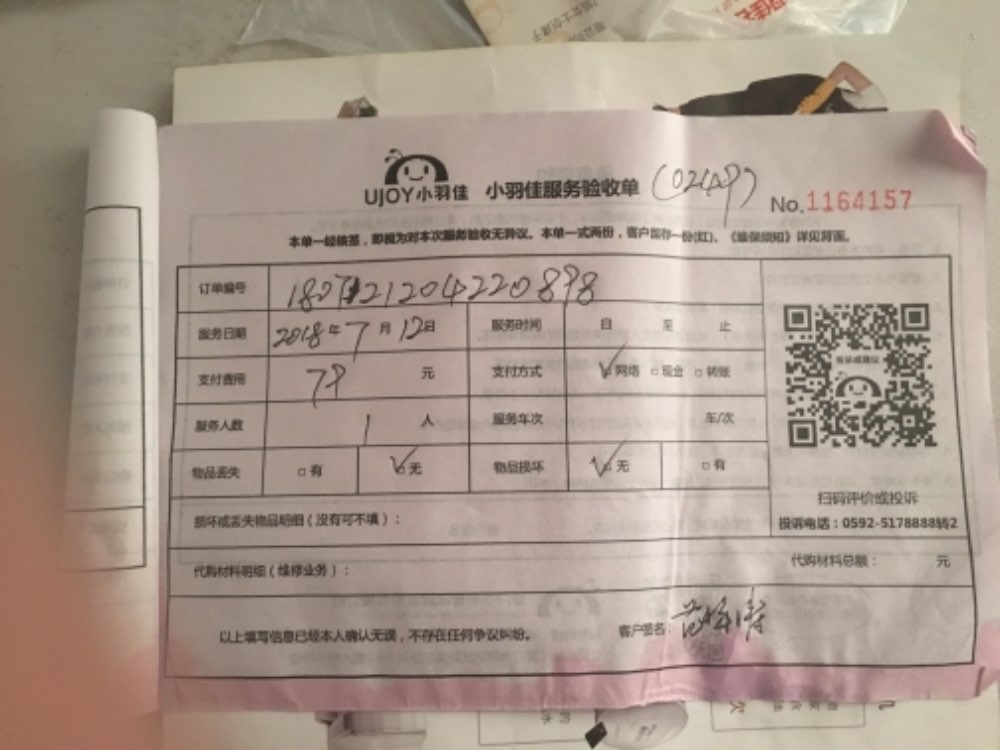 UJOY小羽佳 小羽佳服务验收单 (0249)
No.1164157
本单一经核签，即视为对本次服务验收无异议。本单一式两份，客户留存一份(红)。《维保须知》详见背面。
订单编号
服务日期 2018年7月12日 服务时间 日 至 止
支付费用 79 元 支付方式 ☑网络 □现金 □转账
服务人数 1 人 服务车次 车/次
物品丢失 □有 ☑无 物品损坏 ☑无 □有
投诉或建议
扫码评价或投诉
投诉电话：0592-5178888转2
损坏或丢失物品明细（没有可不填）：
代购材料明细（维修业务）： 代购材料总额： 元
以上填写信息已经本人确认无误，不存在任何争议纠纷。 客户签名：